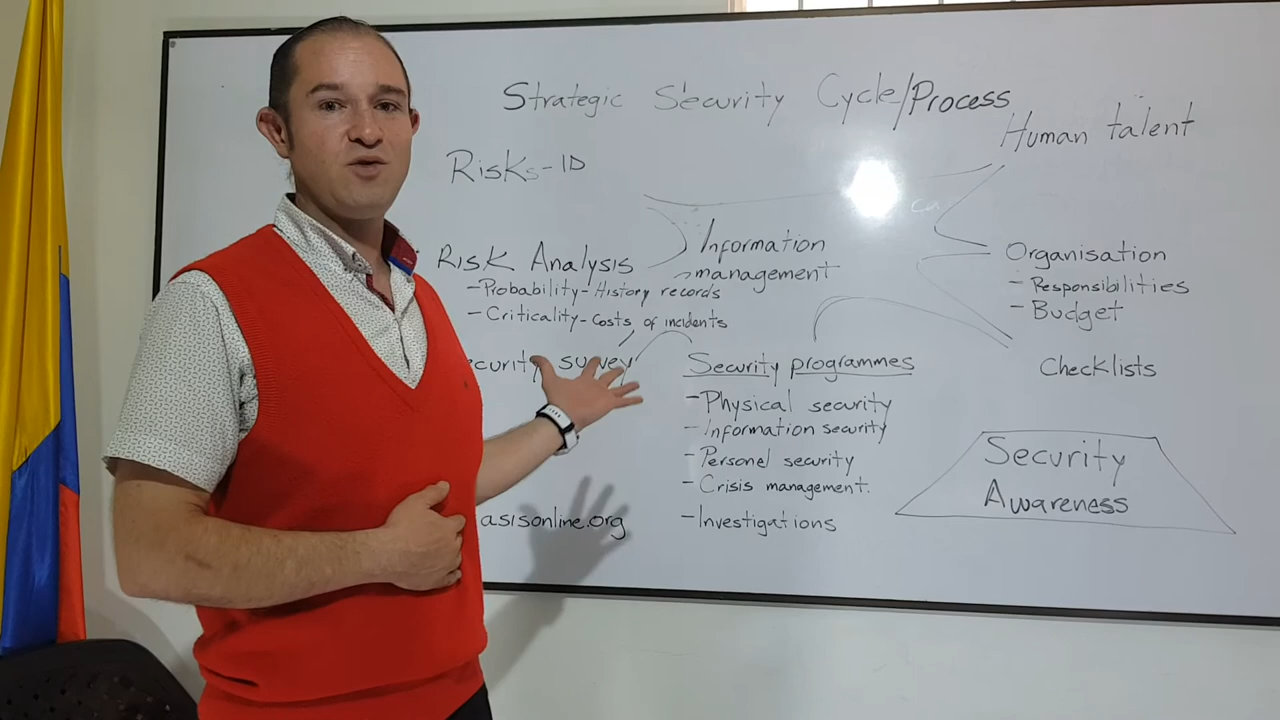 Strategic Security Cycle/Process
Human talent
Risks-ID
Information
management
Risk Analysis
-Probability-History records
-Criticality-Costs of incidents
Organisation
- Responsibilities
- Budget
ecurity survey
Security programmes
-Physical security
-Information security
-Personel security
-Crisis management.
-Investigations
Checklists
Security
Awareness
asisonline.org